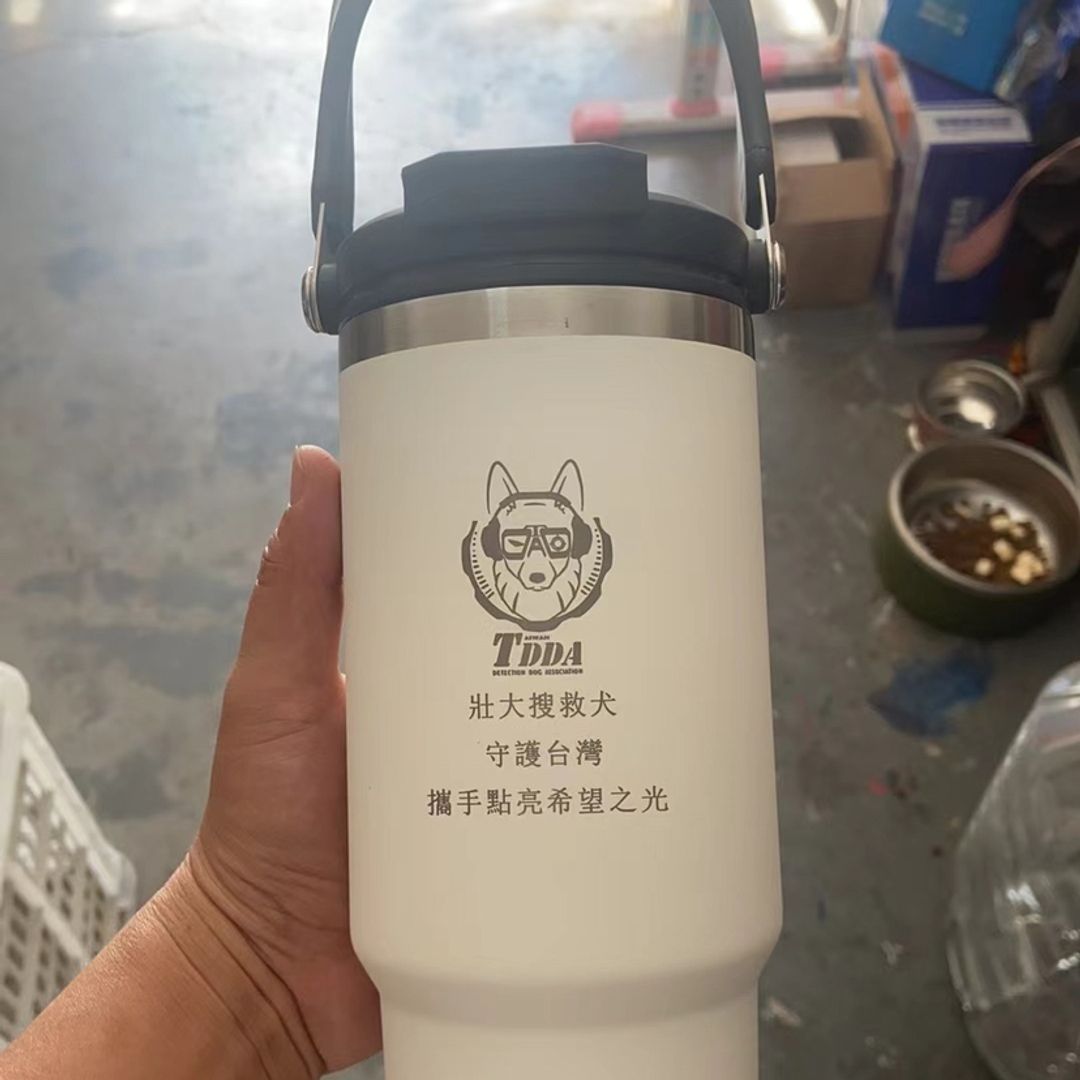 TAIWAN
TDDA
DETECTION DOG ASSOCIATION
壯大搜救犬
守護台灣
攜手點亮希望之光